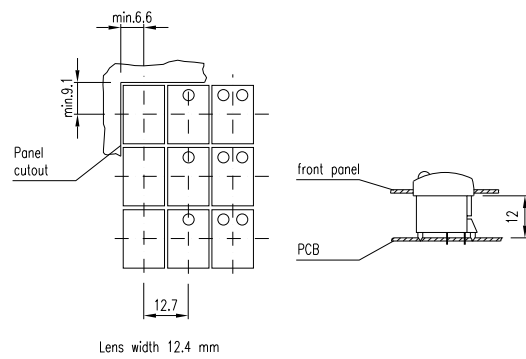 min.6.6
min.9.1
Panel
cutout
front panel
12
PCB
12.7
Lens width 12.4 mm